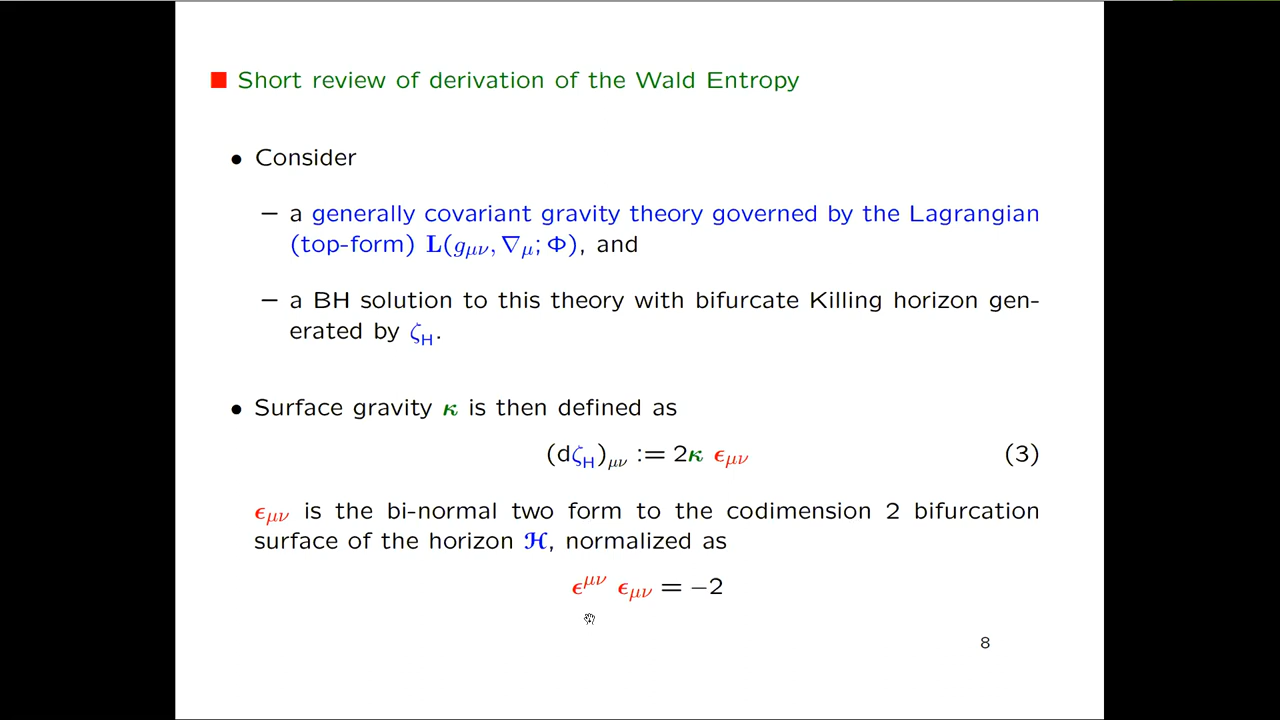 ■ Short review of derivation of the Wald Entropy
• Consider
– a generally covariant gravity theory governed by the Lagrangian
(top-form) L(gμν, ∇μ; Φ), and
– a BH solution to this theory with bifurcate Killing horizon gen-
erated by ζH.
• Surface gravity κ is then defined as
(dζH)μν := 2κ ϵμν (3)
ϵμν is the bi-normal two form to the codimension 2 bifurcation
surface of the horizon ℋ, normalized as
ϵ^μν ϵμν = −2
8